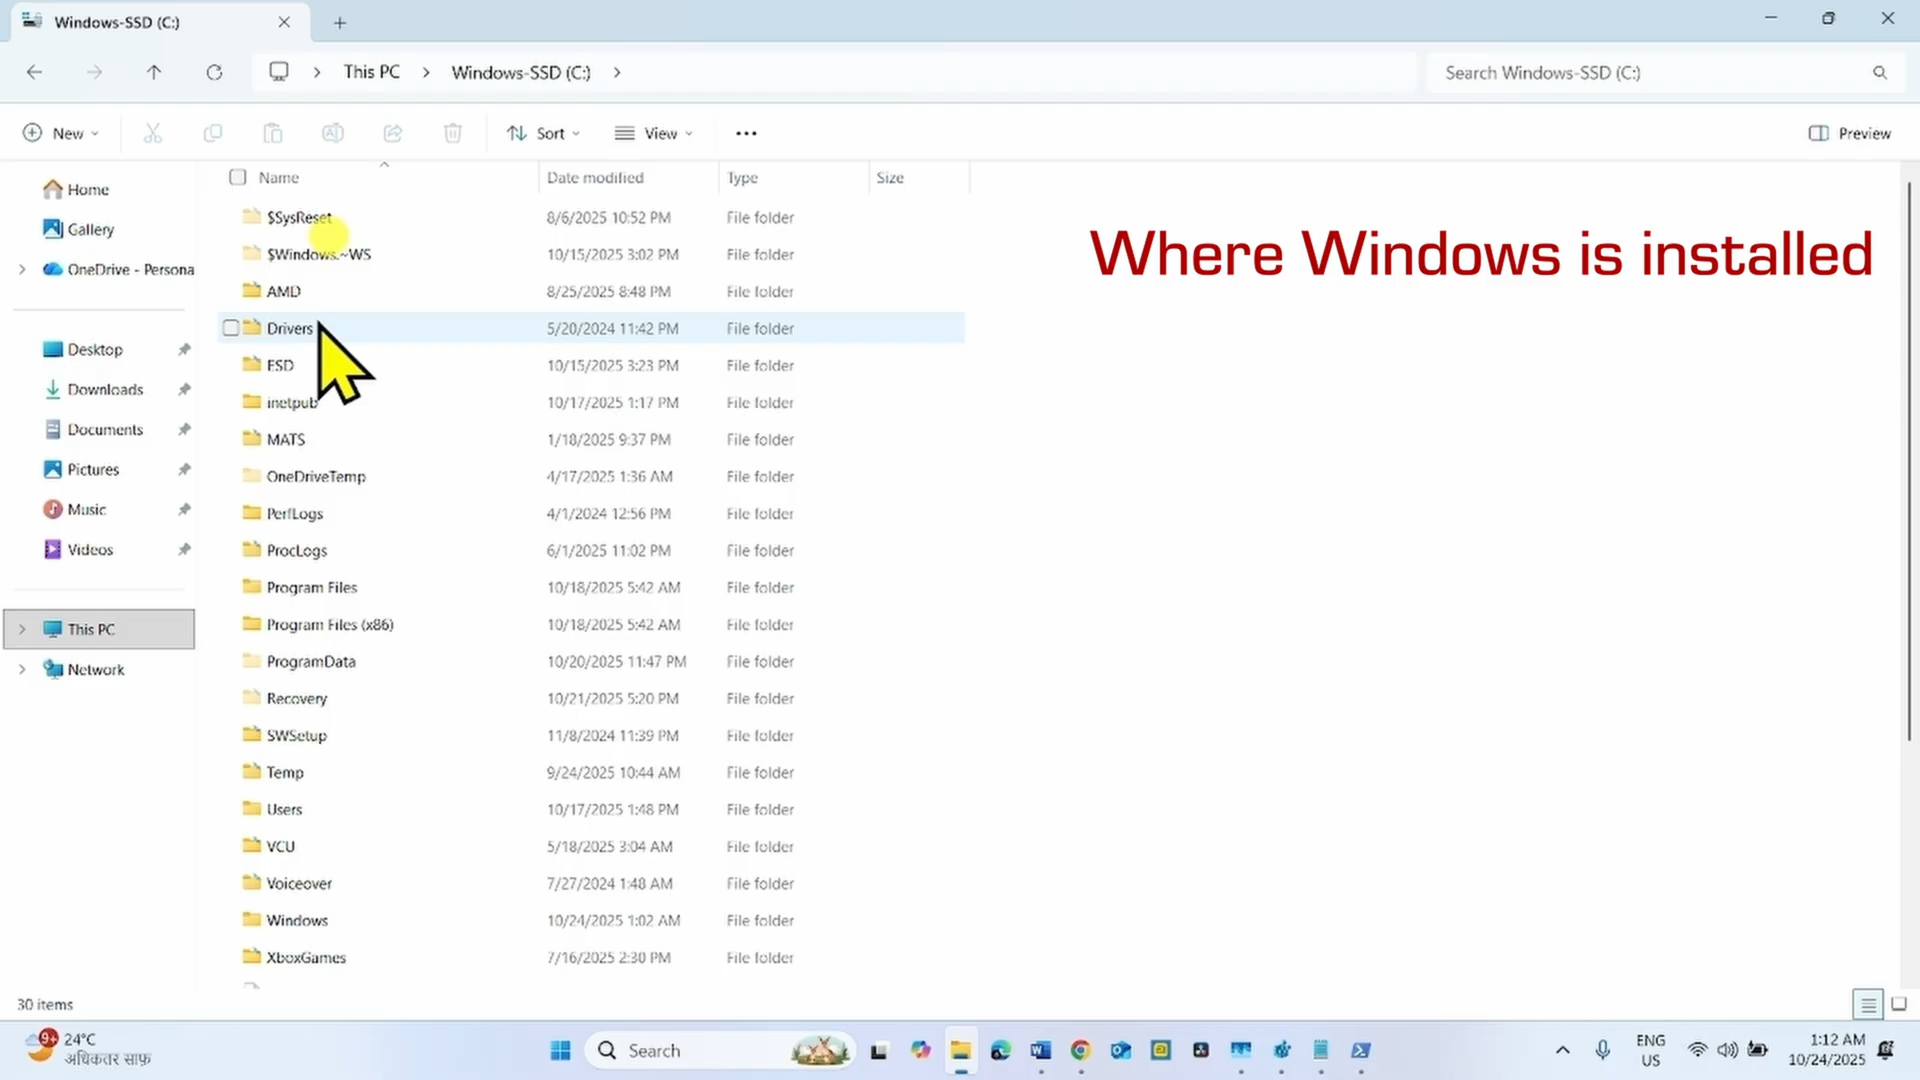 Windows-SSD (C:)
This PC > Windows-SSD (C:) >
Search Windows-SSD (C:)
New
Sort
View
Preview
Name Date modified Type Size
$SysReset 8/6/2025 10:52 PM File folder
$Windows.~WS 10/15/2025 3:02 PM File folder
AMD 8/25/2025 8:48 PM File folder
Drivers 5/20/2024 11:42 PM File folder
ESD 10/15/2025 3:23 PM File folder
inetpub 10/17/2025 1:17 PM File folder
MATS 1/18/2025 9:37 PM File folder
OneDriveTemp 4/17/2025 1:36 AM File folder
PerfLogs 4/1/2024 12:56 PM File folder
ProcLogs 6/1/2025 11:02 PM File folder
Program Files 10/18/2025 5:42 AM File folder
Program Files (x86) 10/18/2025 5:42 AM File folder
ProgramData 10/20/2025 11:47 PM File folder
Recovery 10/21/2025 5:20 PM File folder
SWSetup 11/8/2024 11:39 PM File folder
Temp 9/24/2025 10:44 AM File folder
Users 10/17/2025 1:48 PM File folder
VCU 5/18/2025 3:04 AM File folder
Voiceover 7/27/2024 1:48 AM File folder
Windows 10/24/2025 1:02 AM File folder
XboxGames 7/16/2025 2:30 PM File folder
Where Windows is installed
Home
Gallery
OneDrive - Persona
Desktop
Downloads
Documents
Pictures
Music
Videos
This PC
Network
30 items
9+
24°C
अधिकतर साफ़
Search
ENG
US
1:12 AM
10/24/2025